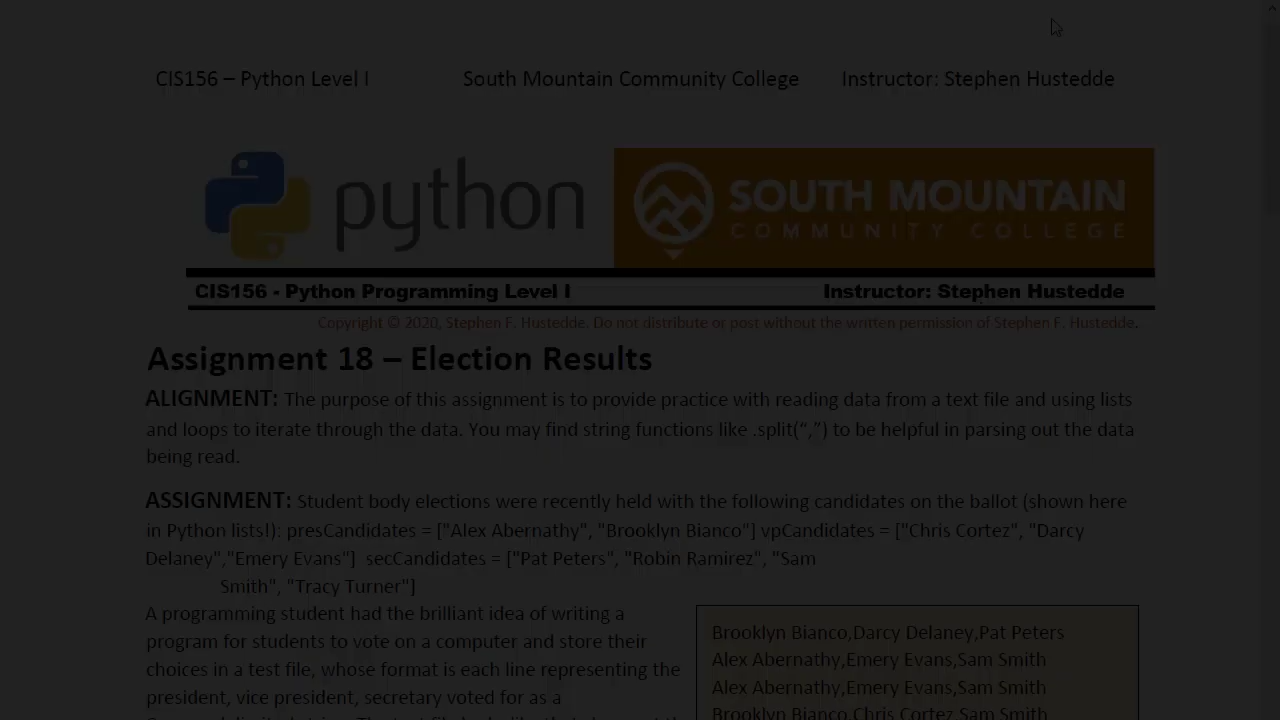 CIS156 – Python Level I South Mountain Community College Instructor: Stephen Hustedde
python SOUTH MOUNTAIN
COMMUNITY COLLEGE
CIS156 - Python Programming Level I Instructor: Stephen Hustedde
Copyright © 2020, Stephen F. Hustedde. Do not distribute or post without the written permission of Stephen F. Hustedde.
Assignment 18 – Election Results
ALIGNMENT: The purpose of this assignment is to provide practice with reading data from a text file and using lists
and loops to iterate through the data. You may find string functions like .split(“,”) to be helpful in parsing out the data
being read.
ASSIGNMENT: Student body elections were recently held with the following candidates on the ballot (shown here
in Python lists!): presCandidates = ["Alex Abernathy", "Brooklyn Bianco"] vpCandidates = ["Chris Cortez", "Darcy
Delaney","Emery Evans"] secCandidates = ["Pat Peters", "Robin Ramirez", "Sam
Smith", "Tracy Turner"]
A programming student had the brilliant idea of writing a
program for students to vote on a computer and store their
choices in a test file, whose format is each line representing the
president, vice president, secretary voted for as a
Brooklyn Bianco,Darcy Delaney,Pat Peters
Alex Abernathy,Emery Evans,Sam Smith
Alex Abernathy,Emery Evans,Sam Smith
Brooklyn Bianco,Chris Cortez,Sam Smith